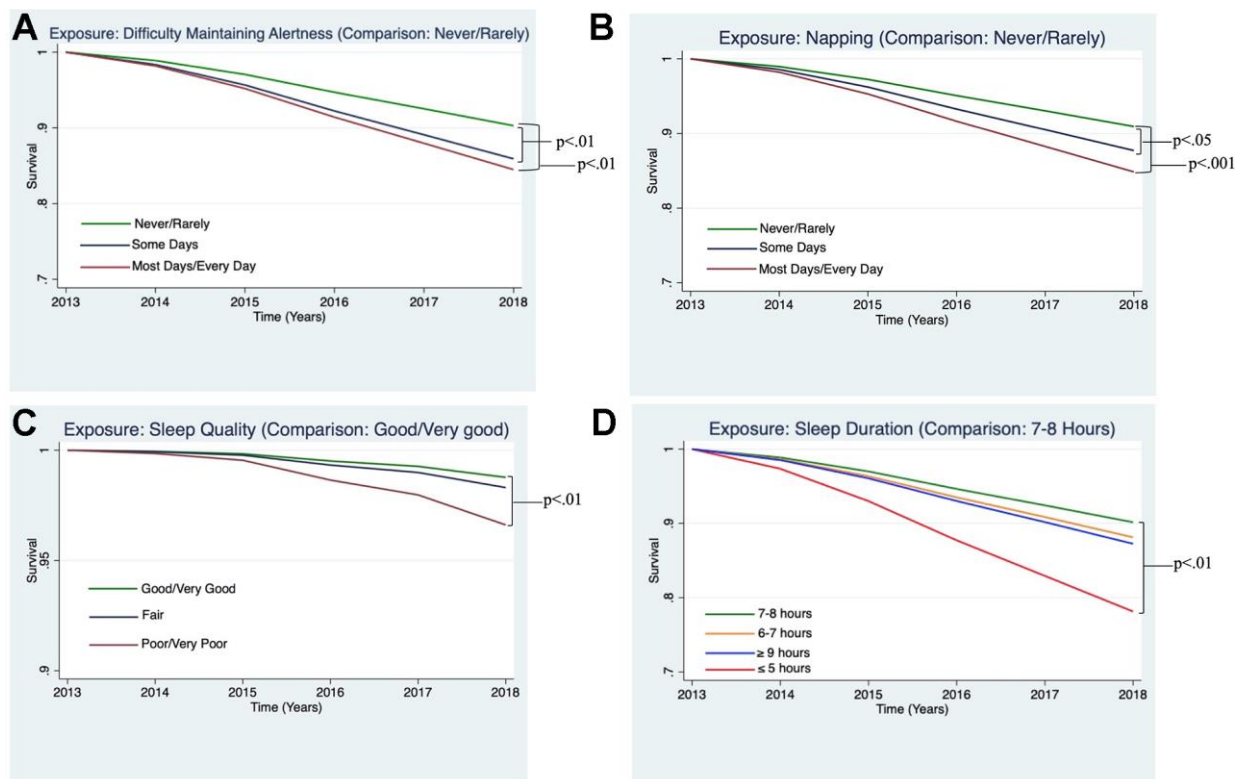 A
Exposure: Difficulty Maintaining Alertness (Comparison: Never/Rarely)
1
.9
.8
.7
Survival
p<.01
p<.01
Never/Rarely
Some Days
Most Days/Every Day
2013 2014 2015 2016 2017 2018
Time (Years)
B
Exposure: Napping (Comparison: Never/Rarely)
1
.9
.8
.7
Survival
p<.05
p<.001
Never/Rarely
Some Days
Most Days/Every Day
2013 2014 2015 2016 2017 2018
Time (Years)
C
Exposure: Sleep Quality (Comparison: Good/Very good)
1
.95
.9
Survival
p<.01
Good/Very Good
Fair
Poor/Very Poor
2013 2014 2015 2016 2017 2018
Time (Years)
D
Exposure: Sleep Duration (Comparison: 7-8 Hours)
1
.9
.8
.7
Survival
p<.01
7-8 hours
6-7 hours
≥ 9 hours
≤ 5 hours
2013 2014 2015 2016 2017 2018
Time (Years)